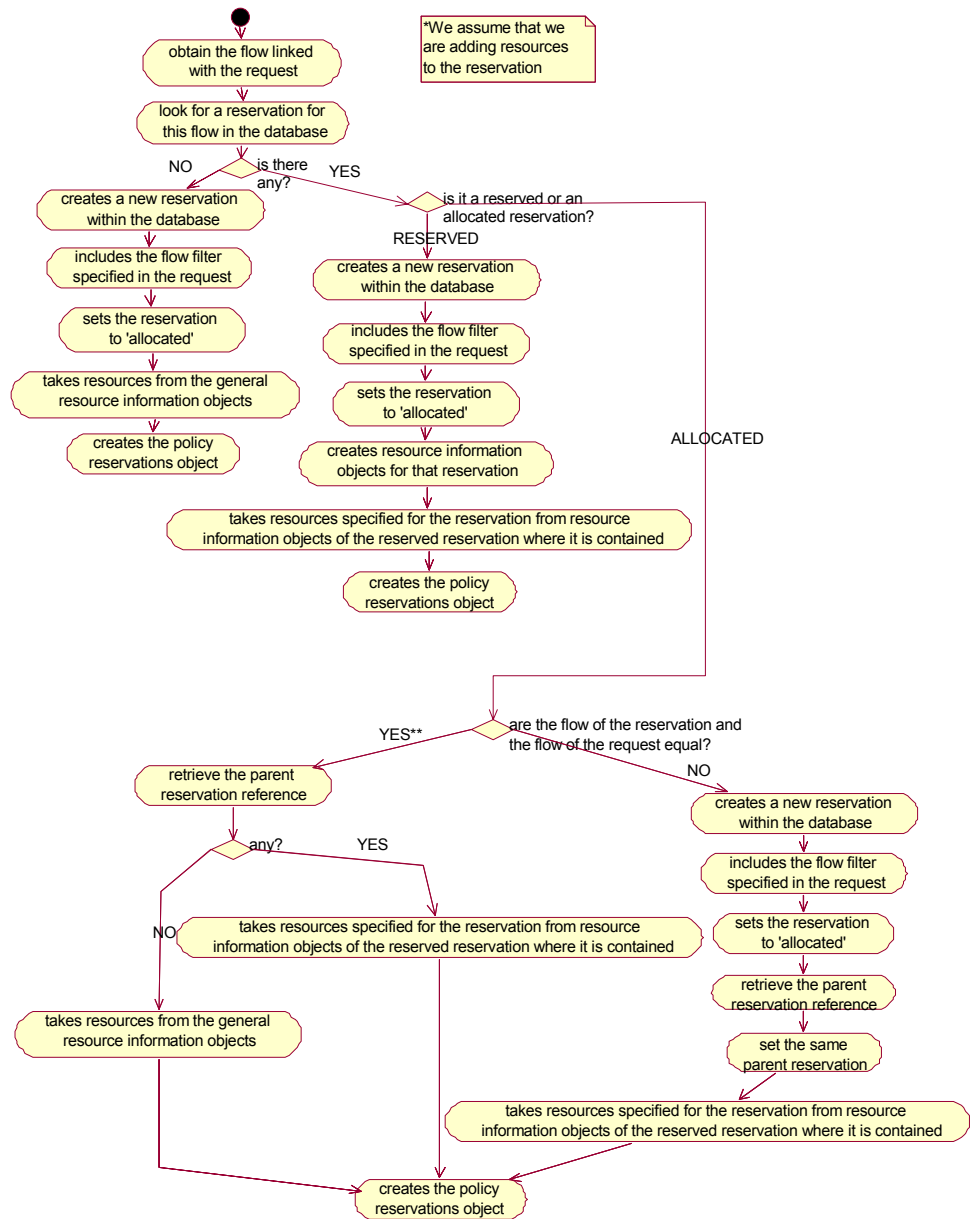 *We assume that we
are adding resources
to the reservation
obtain the flow linked
with the request
look for a reservation for
this flow in the database
is there
any?
NO
YES
creates a new reservation
within the database
includes the flow filter
specified in the request
sets the reservation
to 'allocated'
takes resources from the general
resource information objects
creates the policy
reservations object
is it a reserved or an
allocated reservation?
RESERVED
creates a new reservation
within the database
includes the flow filter
specified in the request
sets the reservation
to 'allocated'
creates resource information
objects for that reservation
takes resources specified for the reservation from resource
information objects of the reserved reservation where it is contained
creates the policy
reservations object
ALLOCATED
are the flow of the reservation and
the flow of the request equal?
YES**
NO
retrieve the parent
reservation reference
any?
YES
NO
takes resources specified for the reservation from resource
information objects of the reserved reservation where it is contained
takes resources from the general
resource information objects
creates a new reservation
within the database
includes the flow filter
specified in the request
sets the reservation
to 'allocated'
retrieve the parent
reservation reference
set the same
parent reservation
takes resources specified for the reservation from resource
information objects of the reserved reservation where it is contained
creates the policy
reservations object